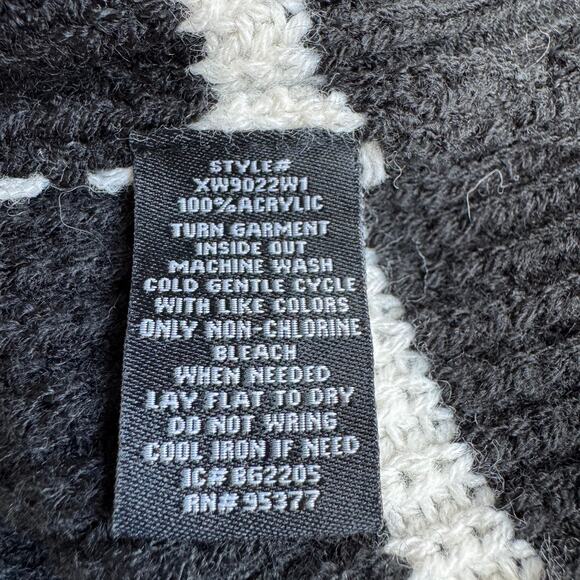 STYLE#
XW9022W1
100%ACRYLIC
TURN GARMENT
INSIDE OUT
MACHINE WASH
COLD GENTLE CYCLE
WITH LIKE COLORS
ONLY NON-CHLORINE
BLEACH
WHEN NEEDED
LAY FLAT TO DRY
DO NOT WRING
COOL IRON IF NEED
IC# BG2205
RN# 95377